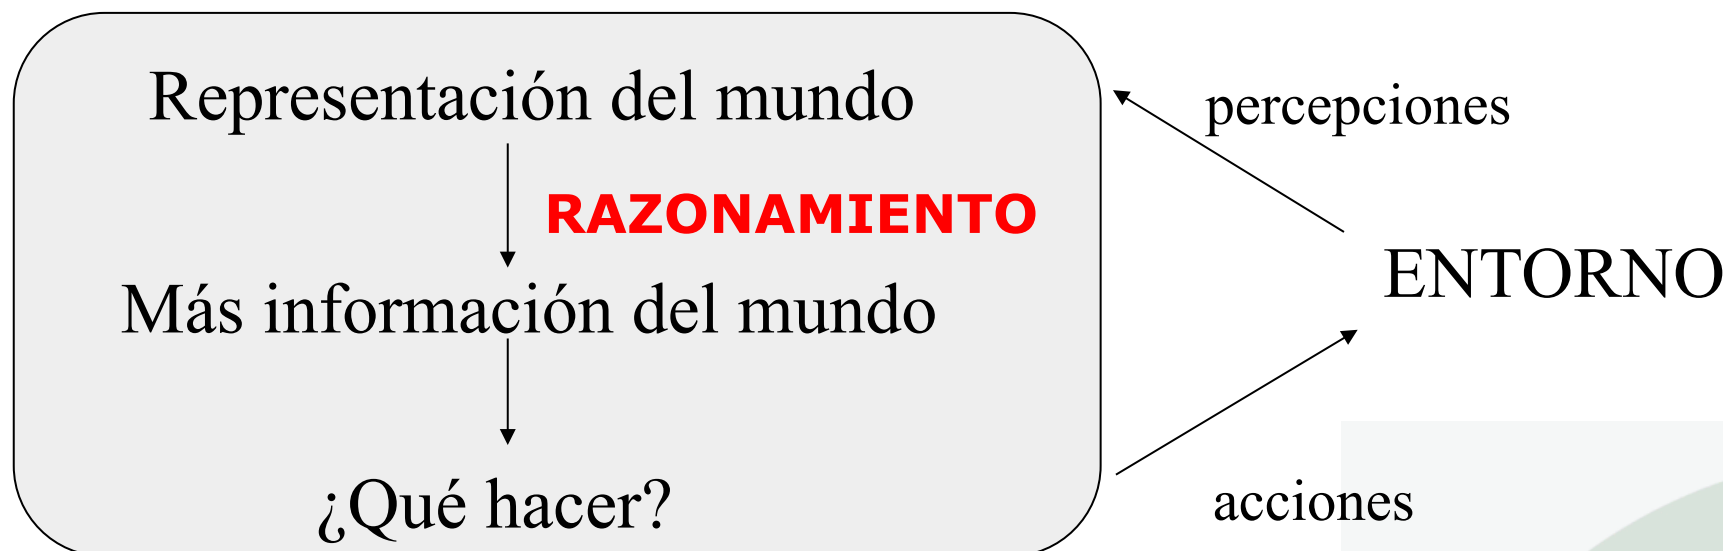 Representación del mundo
percepciones
RAZONAMIENTO
ENTORNO
Más información del mundo
¿Qué hacer?
acciones